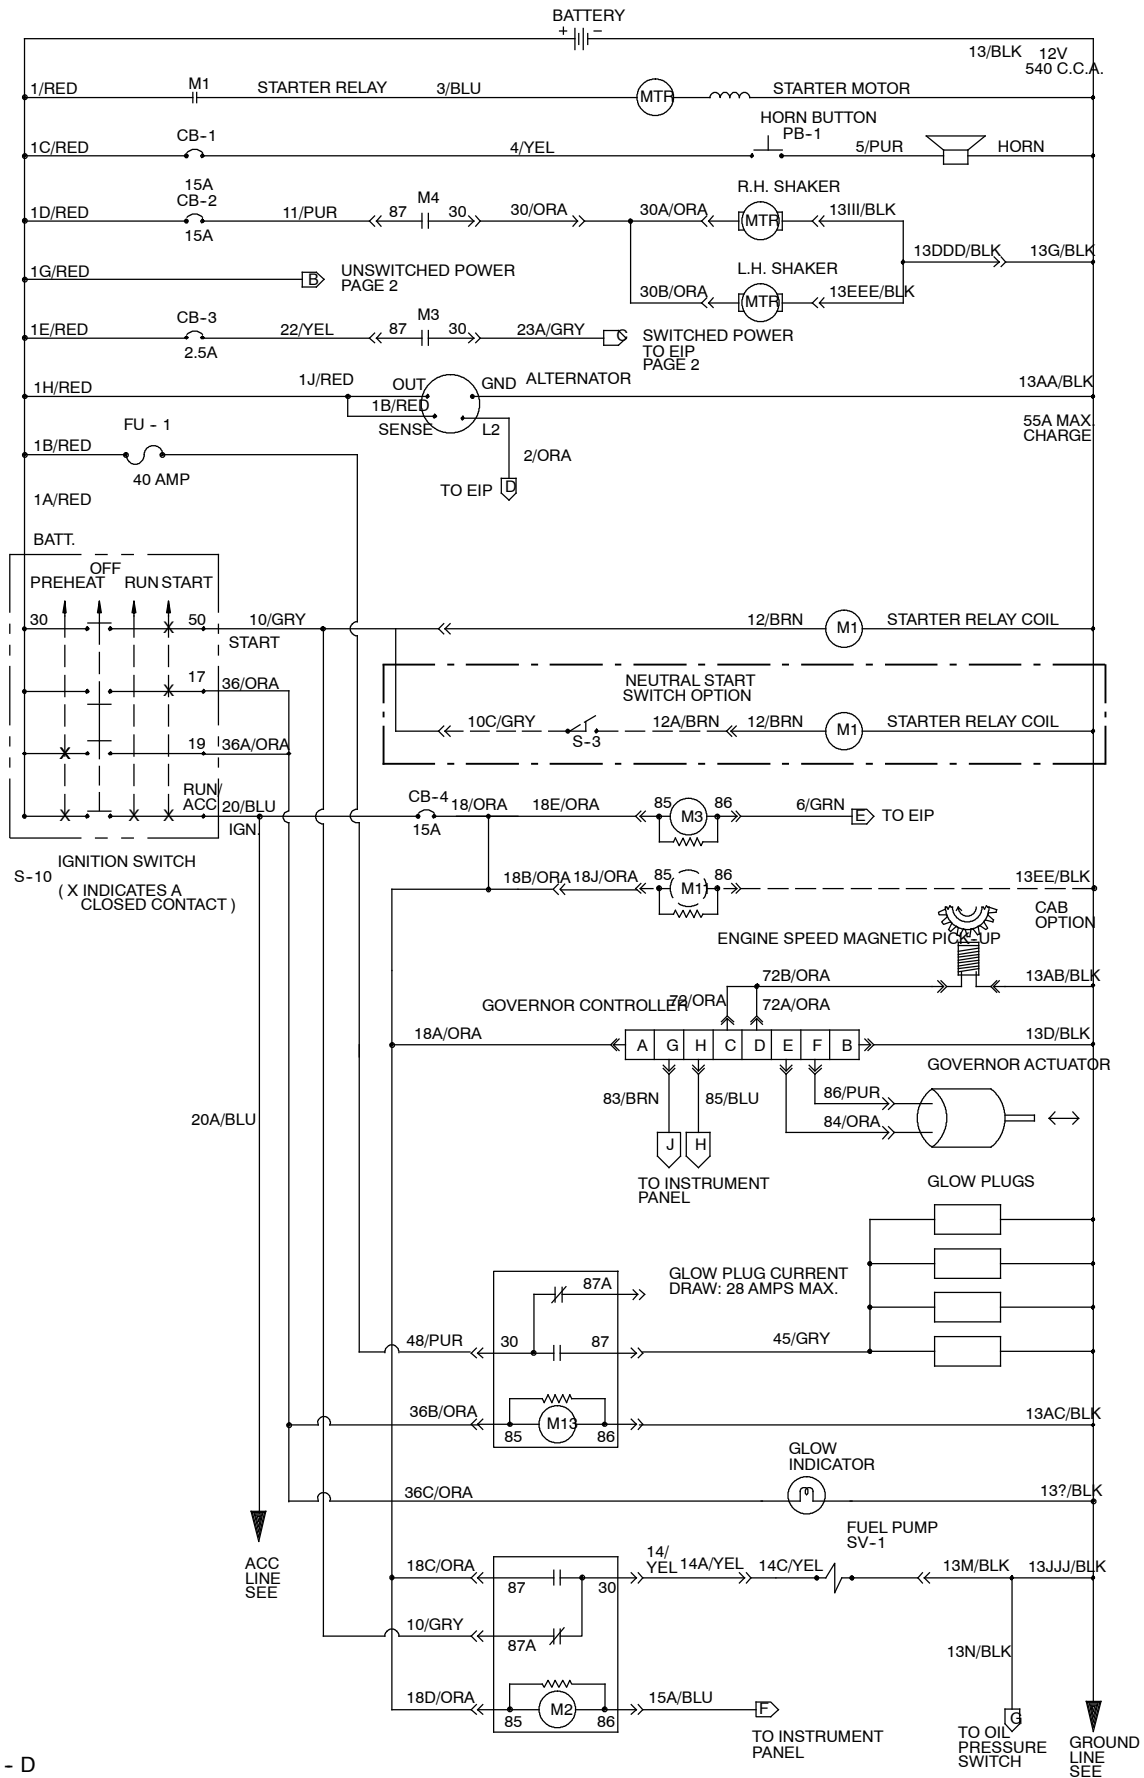 BATTERY
+ −
13/BLK 12V
540 C.C.A.
1/RED M1 STARTER RELAY 3/BLU MTR STARTER MOTOR
HORN BUTTON
PB-1
CB-1
1C/RED 4/YEL 5/PUR HORN
15A
CB-2 M4 R.H. SHAKER
1D/RED 11/PUR 87 30 30/ORA 30A/ORA MTR 13III/BLK
15A
13DDD/BLK 13G/BLK
1G/RED B UNSWITCHED POWER
PAGE 2
L.H. SHAKER
30B/ORA MTR 13EEE/BLK
CB-3 M3
1E/RED 22/YEL 87 30 23A/GRY C SWITCHED POWER
TO EIP
PAGE 2
2.5A
1H/RED 1J/RED OUT GND ALTERNATOR 13AA/BLK
1B/RED
SENSE L2
55A MAX.
CHARGE
FU - 1
1B/RED
40 AMP
2/ORA
TO EIP D
1A/RED
BATT.
OFF
PREHEAT RUN START
30 50 10/GRY 12/BRN M1 STARTER RELAY COIL
START
17 36/ORA
NEUTRAL START
SWITCH OPTION
10C/GRY S-3 12A/BRN 12/BRN M1 STARTER RELAY COIL
19 36A/ORA
RUN/
ACC 20/BLU
IGN.
CB-4 18/ORA 18E/ORA 85 M3 86 6/GRN E TO EIP
15A
S-10 IGNITION SWITCH
( X INDICATES A
CLOSED CONTACT )
18B/ORA 18J/ORA 85 M11 86 13EE/BLK
CAB
OPTION
ENGINE SPEED MAGNETIC PICK-UP
72B/ORA 13AB/BLK
GOVERNOR CONTROLLER 72/ORA 72A/ORA
18A/ORA A G H C D E F B 13D/BLK
GOVERNOR ACTUATOR
83/BRN 85/BLU 86/PUR
84/ORA
20A/BLU
J H
TO INSTRUMENT
PANEL
GLOW PLUGS
87A GLOW PLUG CURRENT
DRAW: 28 AMPS MAX.
48/PUR 30 87 45/GRY
36B/ORA M13 13AC/BLK
85 86
GLOW
INDICATOR
36C/ORA 13?/BLK
FUEL PUMP
SV-1
ACC
LINE
SEE
18C/ORA 87 30 14/
YEL 14A/YEL 14C/YEL 13M/BLK 13JJJ/BLK
10/GRY 87A
13N/BLK
18D/ORA M2 15A/BLU F
85 86
G
TO INSTRUMENT
PANEL
TO OIL
PRESSURE
SWITCH
GROUND
LINE
SEE
- D